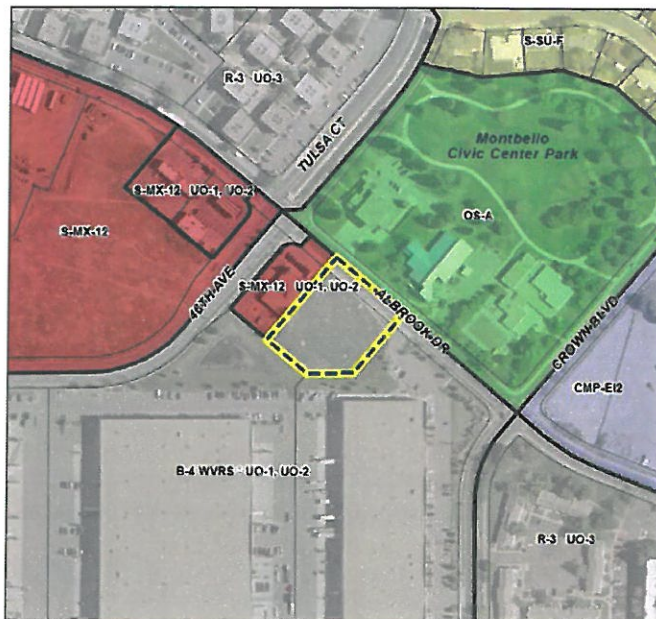 S-SU-F
R-3 UO-3
TULSA CT
Montbello
Civic Center Park
S-MX-12 UO-1, UO-2
OS-A
S-MX-12
46TH AVE
S-MX-12 UO-1, UO-2
ALBROOK DR
CROWN BLVD
CMP-EI2
B-4 WVRS UO-1, UO-2
R-3 UO-3